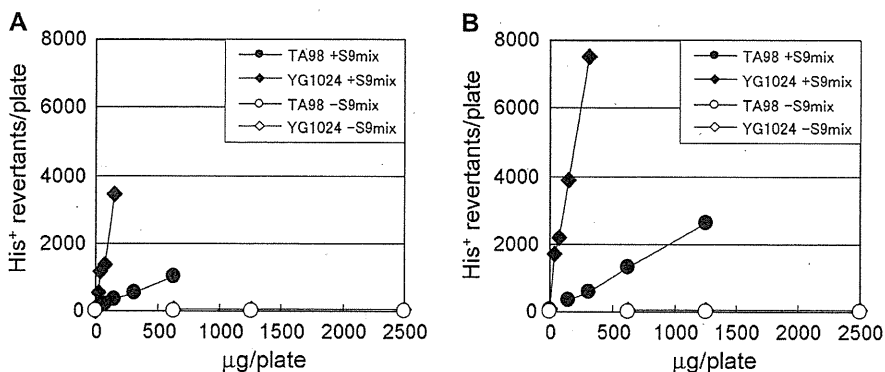 A
His⁺ revertants/plate
8000
6000
4000
2000
0
TA98 +S9mix
YG1024 +S9mix
TA98 −S9mix
YG1024 −S9mix
0 500 1000 1500 2000 2500
μg/plate
B
His⁺ revertants/plate
8000
6000
4000
2000
0
TA98 +S9mix
YG1024 +S9mix
TA98 −S9mix
YG1024 −S9mix
0 500 1000 1500 2000 2500
μg/plate